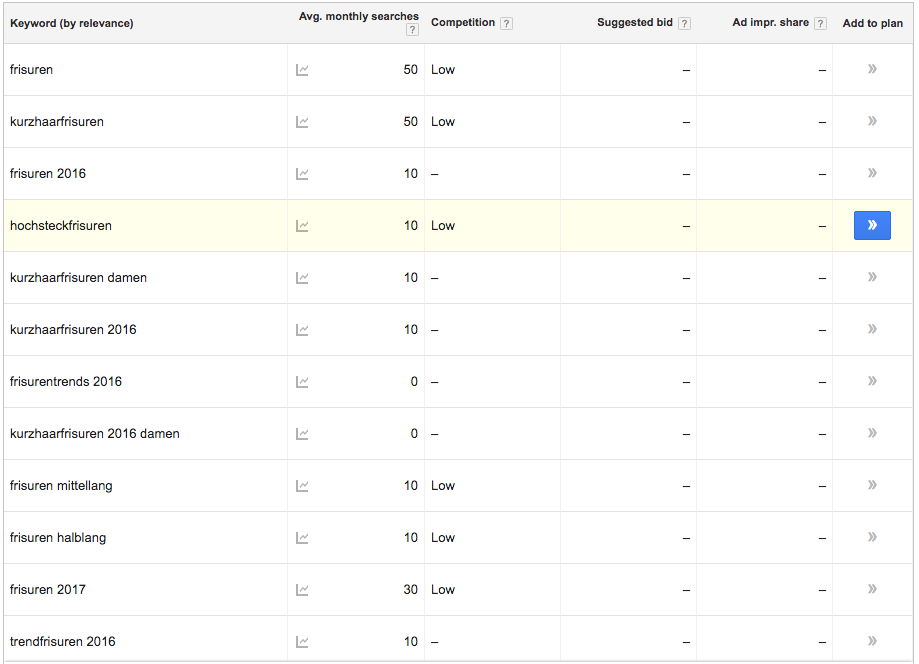 Keyword (by relevance) Avg. monthly searches ? Competition ? Suggested bid ? Ad impr. share ? Add to plan
frisuren 50 Low – – »
kurzhaarfrisuren 50 Low – – »
frisuren 2016 10 – – – »
hochsteckfrisuren 10 Low – – »
kurzhaarfrisuren damen 10 – – – »
kurzhaarfrisuren 2016 10 – – – »
frisurentrends 2016 0 – – – »
kurzhaarfrisuren 2016 damen 0 – – – »
frisuren mittellang 10 Low – – »
frisuren halblang 10 Low – – »
frisuren 2017 30 Low – – »
trendfrisuren 2016 10 – – – »